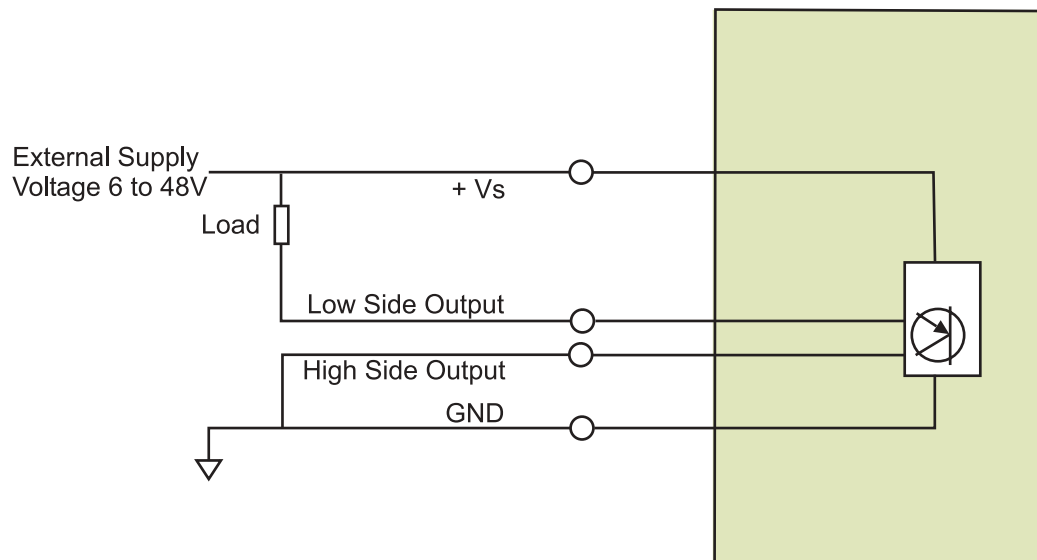 External Supply
Voltage 6 to 48V
+ Vs
Load
Low Side Output
High Side Output
GND